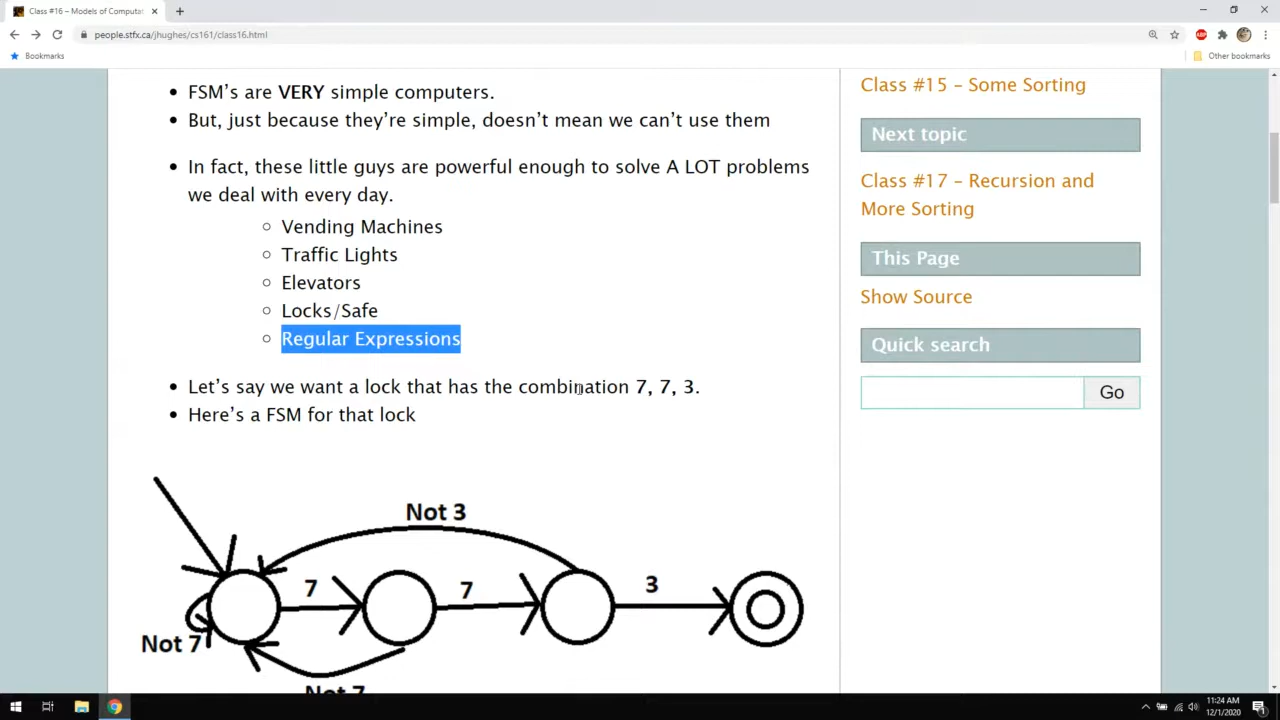 Class #16 – Models of Computat
people.stfx.ca/jhughes/cs161/class16.html
ABP
Bookmarks
Other bookmarks
FSM's are VERY simple computers.
But, just because they're simple, doesn't mean we can't use them
In fact, these little guys are powerful enough to solve A LOT problems
we deal with every day.
Vending Machines
Traffic Lights
Elevators
Locks/Safe
Regular Expressions
Let's say we want a lock that has the combination 7, 7, 3.
Here's a FSM for that lock
Not 3
7
7
3
Not 7
Not 7
Class #15 – Some Sorting
Next topic
Class #17 – Recursion and
More Sorting
This Page
Show Source
Quick search
Go
11:24 AM
12/1/2020
1